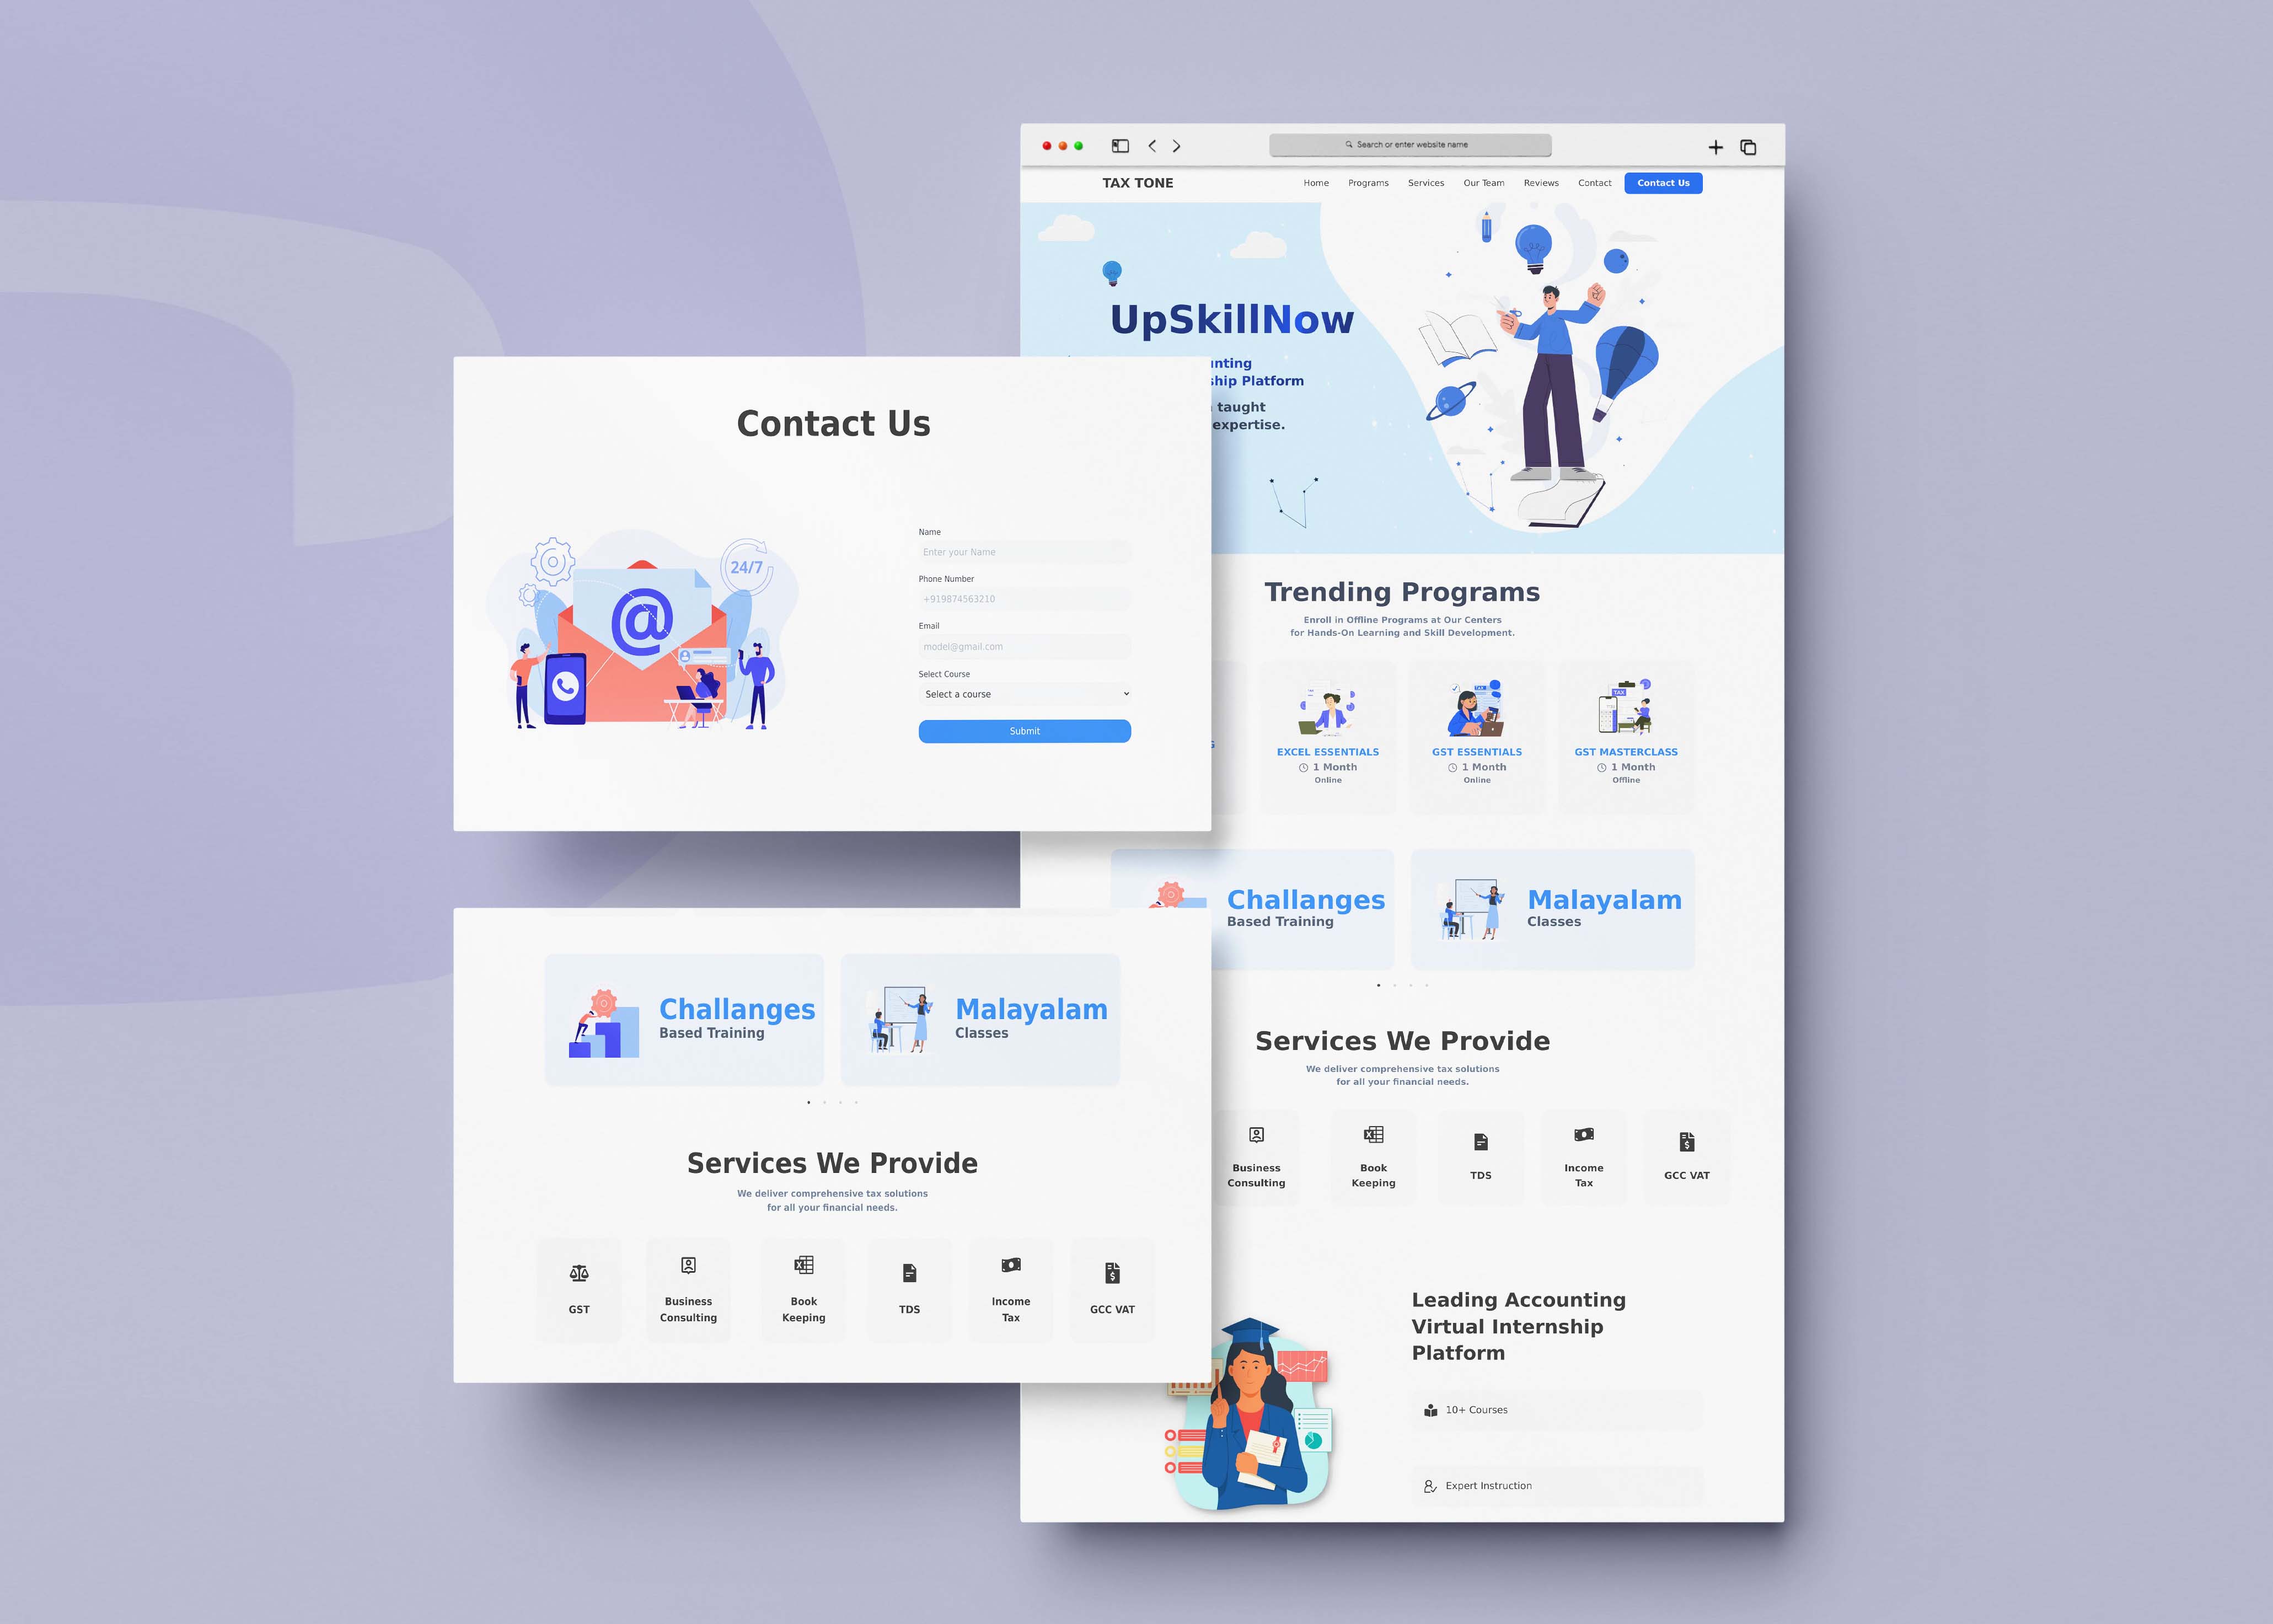 Search or enter website name
TAX TONE
Home
Programs
Services
Our Team
Reviews
Contact
Contact Us
UpSkillNow
ship Platform
taught
expertise.
Trending Programs
Enroll in Offline Programs at Our Centers
for Hands-On Learning and Skill Development.
EXCEL ESSENTIALS
1 Month
Online
GST ESSENTIALS
1 Month
Online
TAX
GST MASTERCLASS
1 Month
Offline
Challanges
Based Training
Malayalam
Classes
Services We Provide
We deliver comprehensive tax solutions
for all your financial needs.
Business
Consulting
Book
Keeping
TDS
Income
Tax
GCC VAT
Leading Accounting
Virtual Internship
Platform
10+ Courses
Expert Instruction
Contact Us
24/7
@
Name
Enter your Name
Phone Number
+919874563210
Email
model@gmail.com
Select Course
Select a course
Submit
Challanges
Based Training
Malayalam
Classes
Services We Provide
We deliver comprehensive tax solutions
for all your financial needs.
GST
Business
Consulting
Book
Keeping
TDS
Income
Tax
GCC VAT